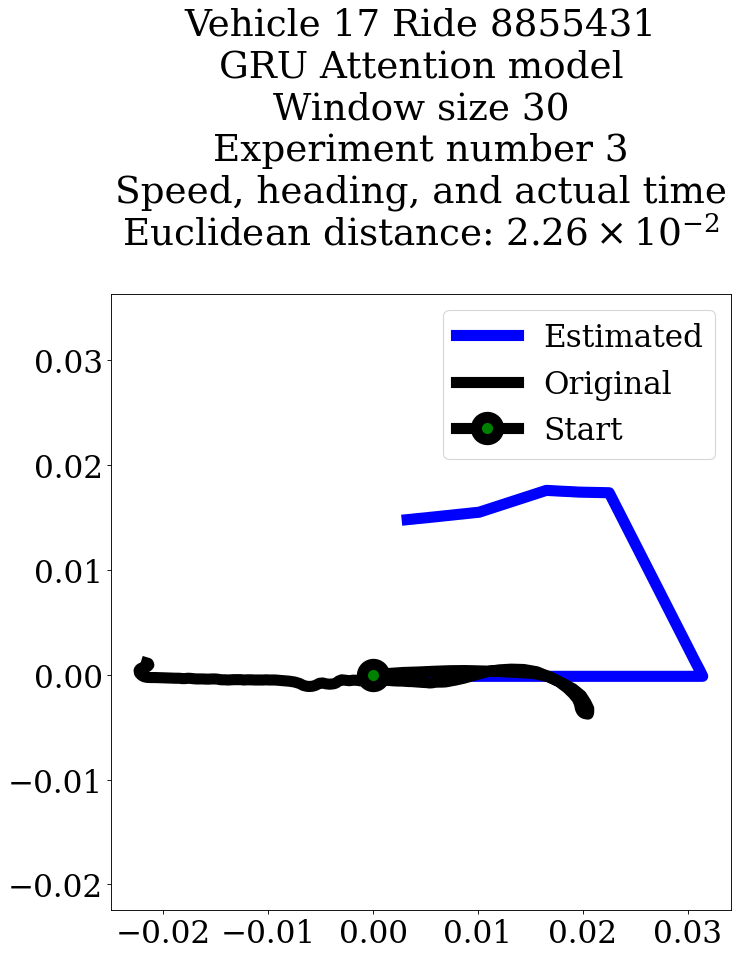 Vehicle 17 Ride 8855431
GRU Attention model
Window size 30
Experiment number 3
Speed, heading, and actual time
Euclidean distance: 2.26 × 10⁻²
Estimated
Original
Start
0.03
0.02
0.01
0.00
−0.01
−0.02
−0.02 −0.01 0.00 0.01 0.02 0.03